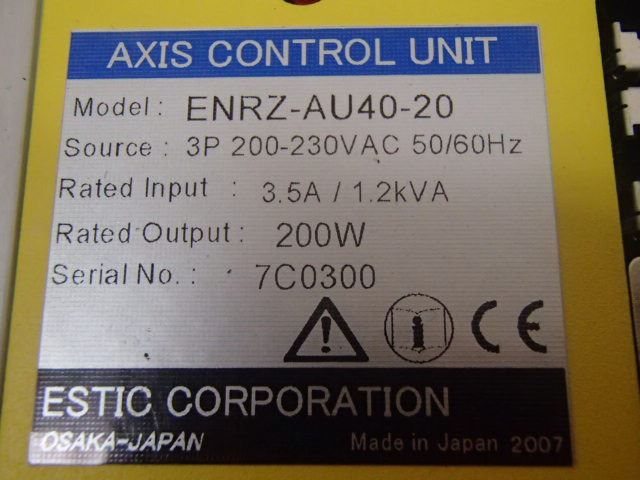 AXIS CONTROL UNIT
Model : ENRZ-AU40-20
Source : 3P 200-230VAC 50/60Hz
Rated Input : 3.5A / 1.2kVA
Rated Output : 200W
Serial No. : 7C0300
CE
ESTIC CORPORATION
OSAKA-JAPAN Made in Japan 2007